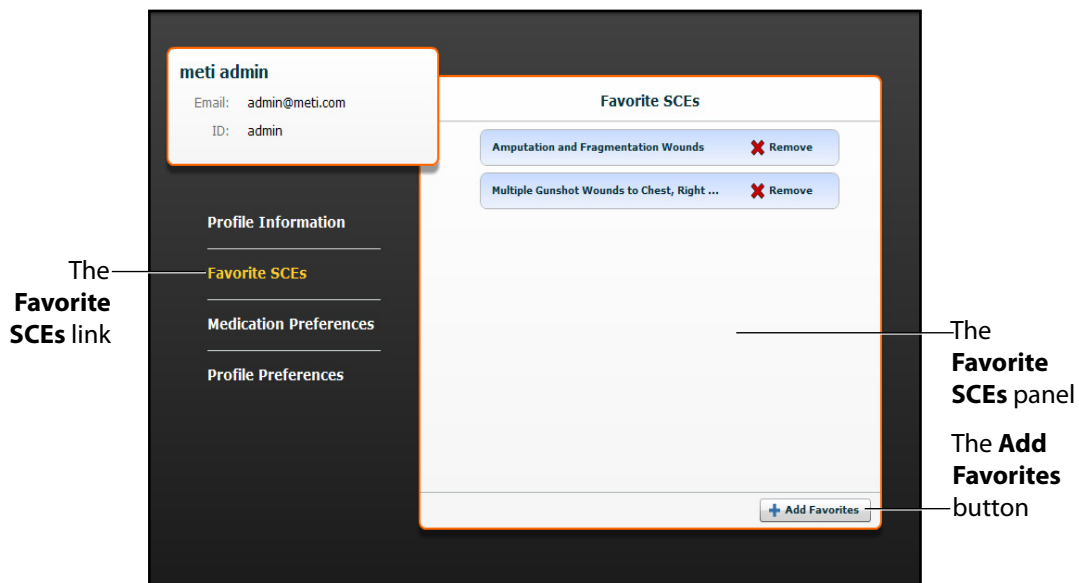 meti admin
Email: admin@meti.com
ID: admin
Profile Information
Favorite SCEs
Medication Preferences
Profile Preferences
Favorite SCEs
Amputation and Fragmentation Wounds Remove
Multiple Gunshot Wounds to Chest, Right ... Remove
Add Favorites
The
Favorite
SCEs link
The
Favorite
SCEs panel
The Add
Favorites
button